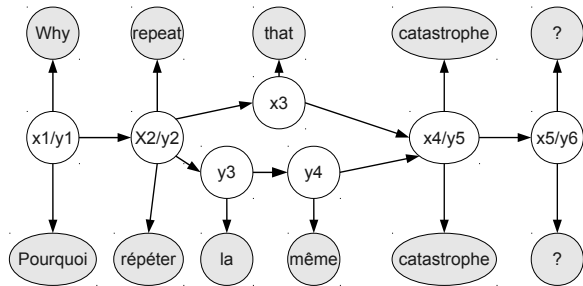 Why repeat that catastrophe ?
x3
x1/y1 X2/y2 x4/y5 x5/y6
y3 y4
Pourquoi répéter la même catastrophe ?